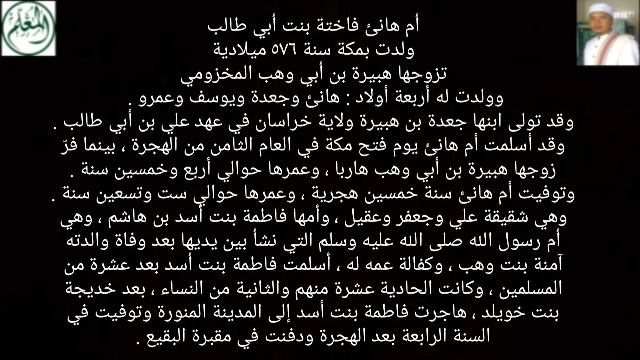 المعلم
أم هانئ فاختة بنت أبي طالب
ولدت بمكة سنة ٥٧٦ ميلادية
تزوجها هبيرة بن أبي وهب المخزومي
وولدت له أربعة أولاد : هانئ وجعدة ويوسف وعمرو .
وقد تولى ابنها جعدة بن هبيرة ولاية خراسان في عهد علي بن أبي طالب .
وقد أسلمت أم هانئ يوم فتح مكة في العام الثامن من الهجرة ، بينما فرّ
زوجها هبيرة بن أبي وهب هاربا ، وعمرها حوالي أربع وخمسين سنة .
وتوفيت أم هانئ سنة خمسين هجرية ، وعمرها حوالي ست وتسعين سنة .
وهي شقيقة علي وجعفر وعقيل ، وأمها فاطمة بنت أسد بن هاشم ، وهي
أم رسول الله صلى الله عليه وسلم التي نشأ بين يديها بعد وفاة والدته
آمنة بنت وهب ، وكفالة عمه له ، أسلمت فاطمة بنت أسد بعد عشرة من
المسلمين ، وكانت الحادية عشرة منهم والثانية من النساء ، بعد خديجة
بنت خويلد ، هاجرت فاطمة بنت أسد إلى المدينة المنورة وتوفيت في
السنة الرابعة بعد الهجرة ودفنت في مقبرة البقيع .